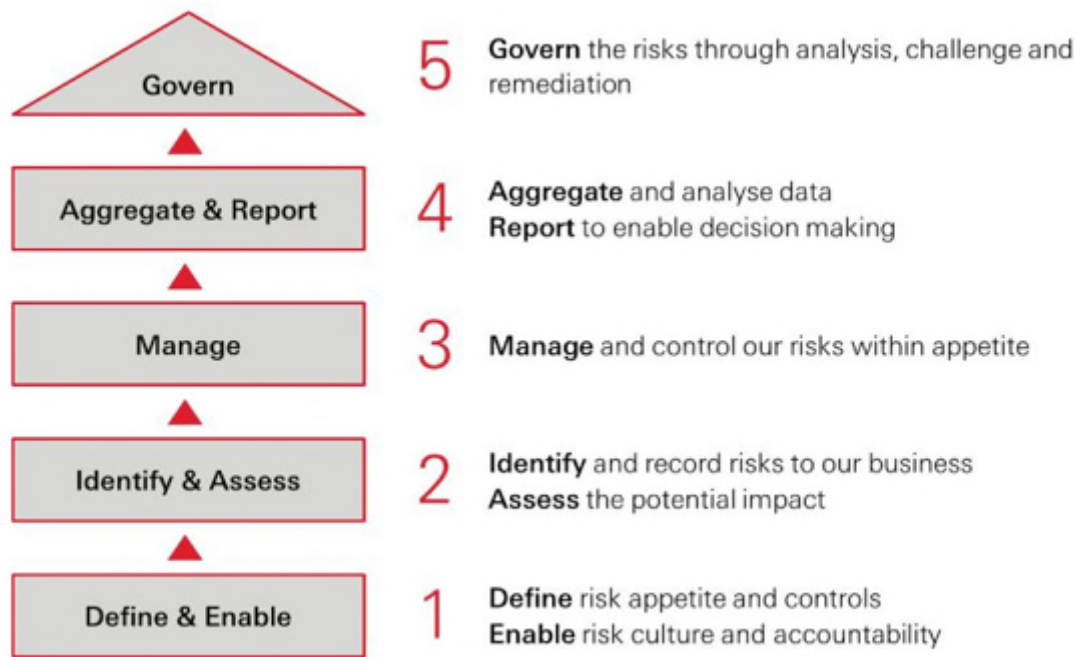 Govern
5
Govern the risks through analysis, challenge and
remediation
Aggregate & Report
4
Aggregate and analyse data
Report to enable decision making
Manage
3
Manage and control our risks within appetite
Identify & Assess
2
Identify and record risks to our business
Assess the potential impact
Define & Enable
1
Define risk appetite and controls
Enable risk culture and accountability